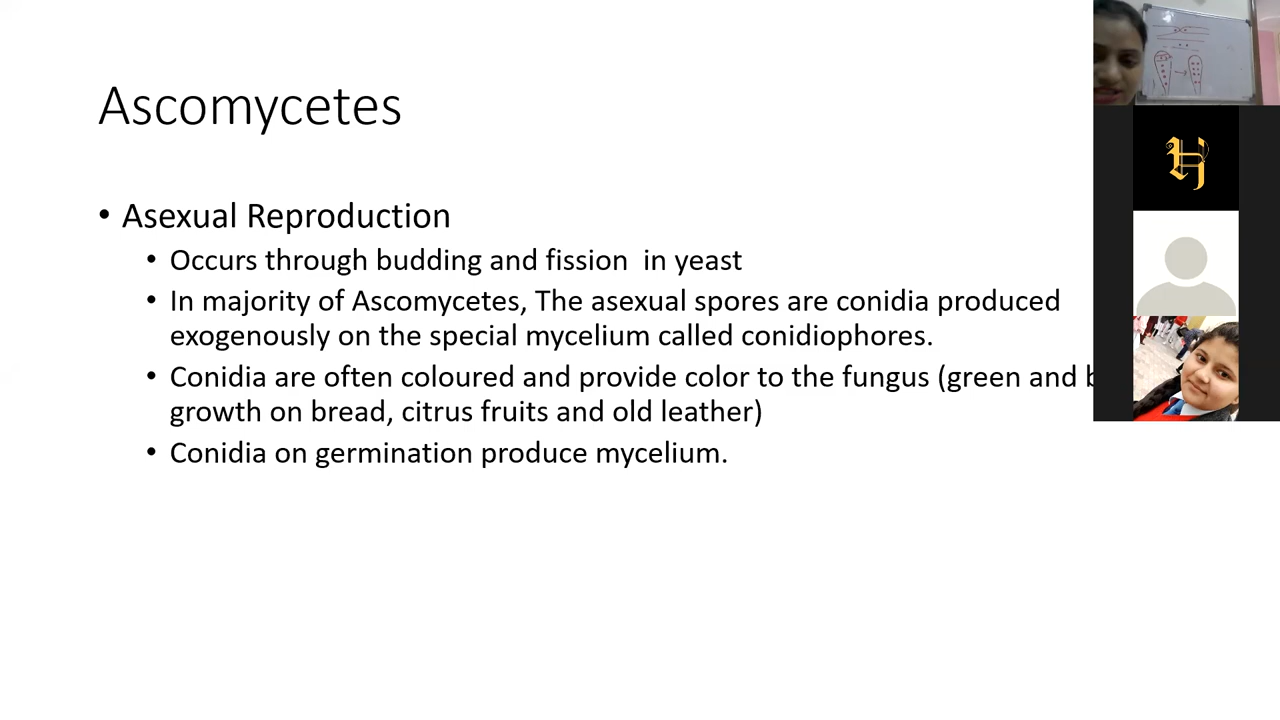 Ascomycetes
• Asexual Reproduction
• Occurs through budding and fission  in yeast
• In majority of Ascomycetes, The asexual spores are conidia produced
exogenously on the special mycelium called conidiophores.
• Conidia are often coloured and provide color to the fungus (green and
growth on bread, citrus fruits and old leather)
• Conidia on germination produce mycelium.